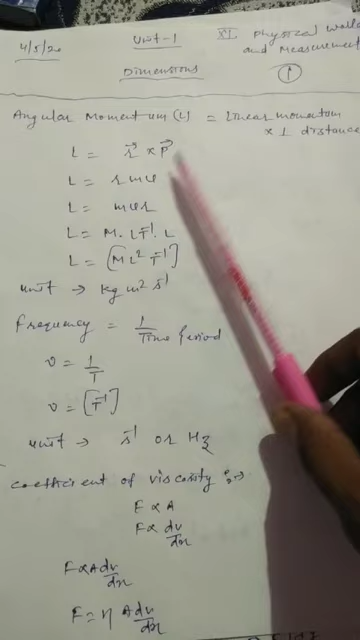 4/5/20 Unit-1 XI Physical World
and Measurement
Dimensions
(1)
Angular Momentum (L) = Linear momentum
× ⊥ distance
L = r⃗ × P⃗
L = r m v
L = m v r
L = M. LT⁻¹. L
L = [M L² T⁻¹]
unit → Kg m² s⁻¹
frequency = 1/Time Period
ν = 1/T
ν = [T⁻¹]
unit → s⁻¹ or Hz
coefficient of viscosity :→
F ∝ A
F ∝ dv/dx
F ∝ A dv/dx
F = η A dv/dx